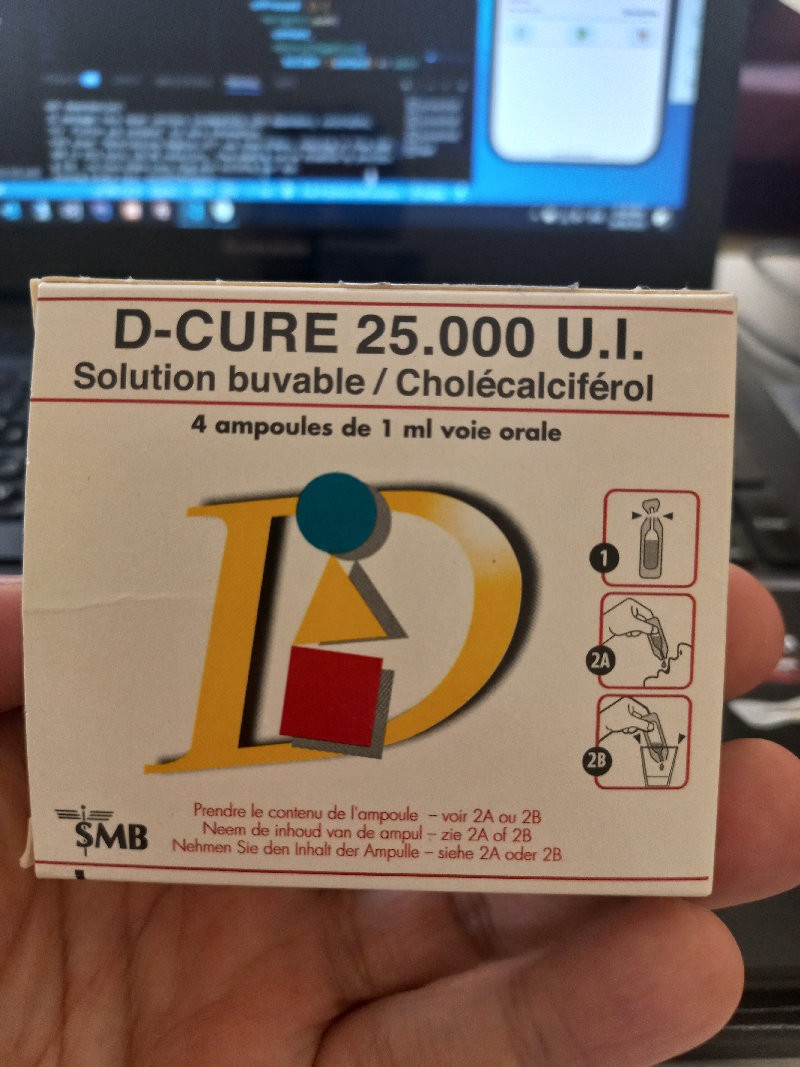 D-CURE 25.000 U.I.
Solution buvable / Cholécalciférol
4 ampoules de 1 ml voie orale
1
2A
2B
SMB
Prendre le contenu de l'ampoule – voir 2A ou 2B
Neem de inhoud van de ampul – zie 2A of 2B
Nehmen Sie den Inhalt der Ampulle – siehe 2A oder 2B